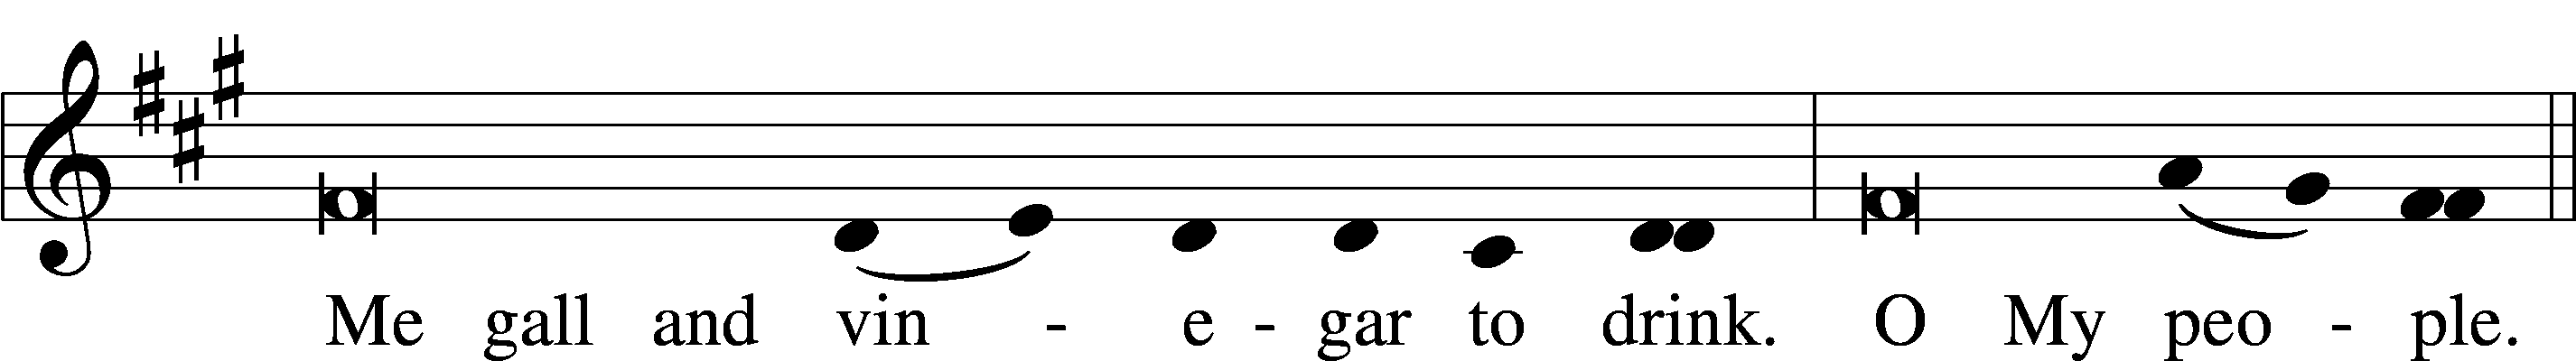 Me gall and vin - e - gar to drink. O My peo - ple.